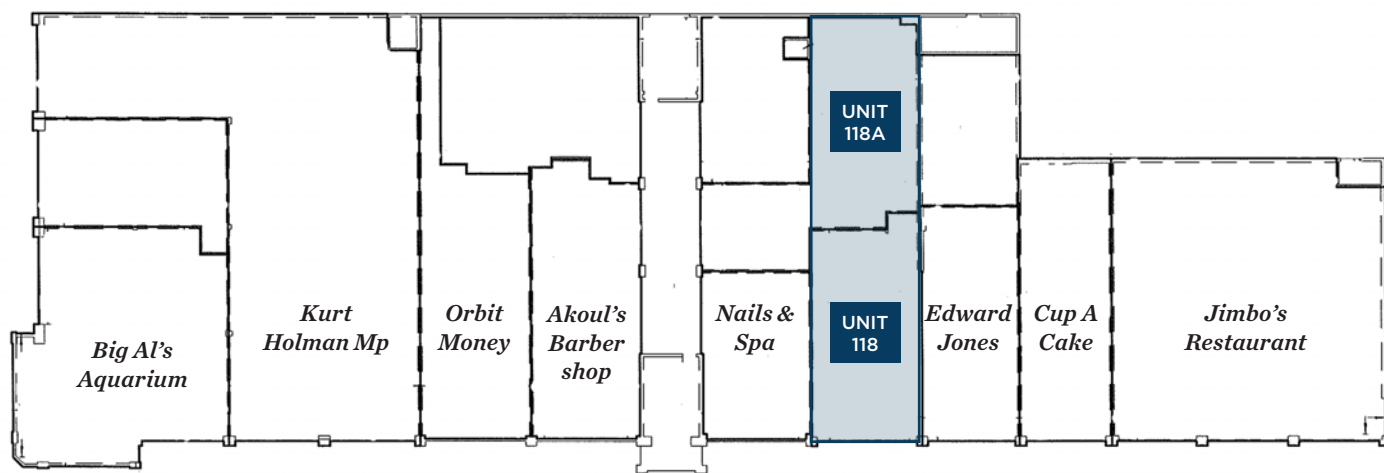 UNIT
118A
Big Al’s
Aquarium
Kurt
Holman Mp
Orbit
Money
Akoul’s
Barber
shop
Nails &
Spa
UNIT
118
Edward
Jones
Cup A
Cake
Jimbo’s
Restaurant